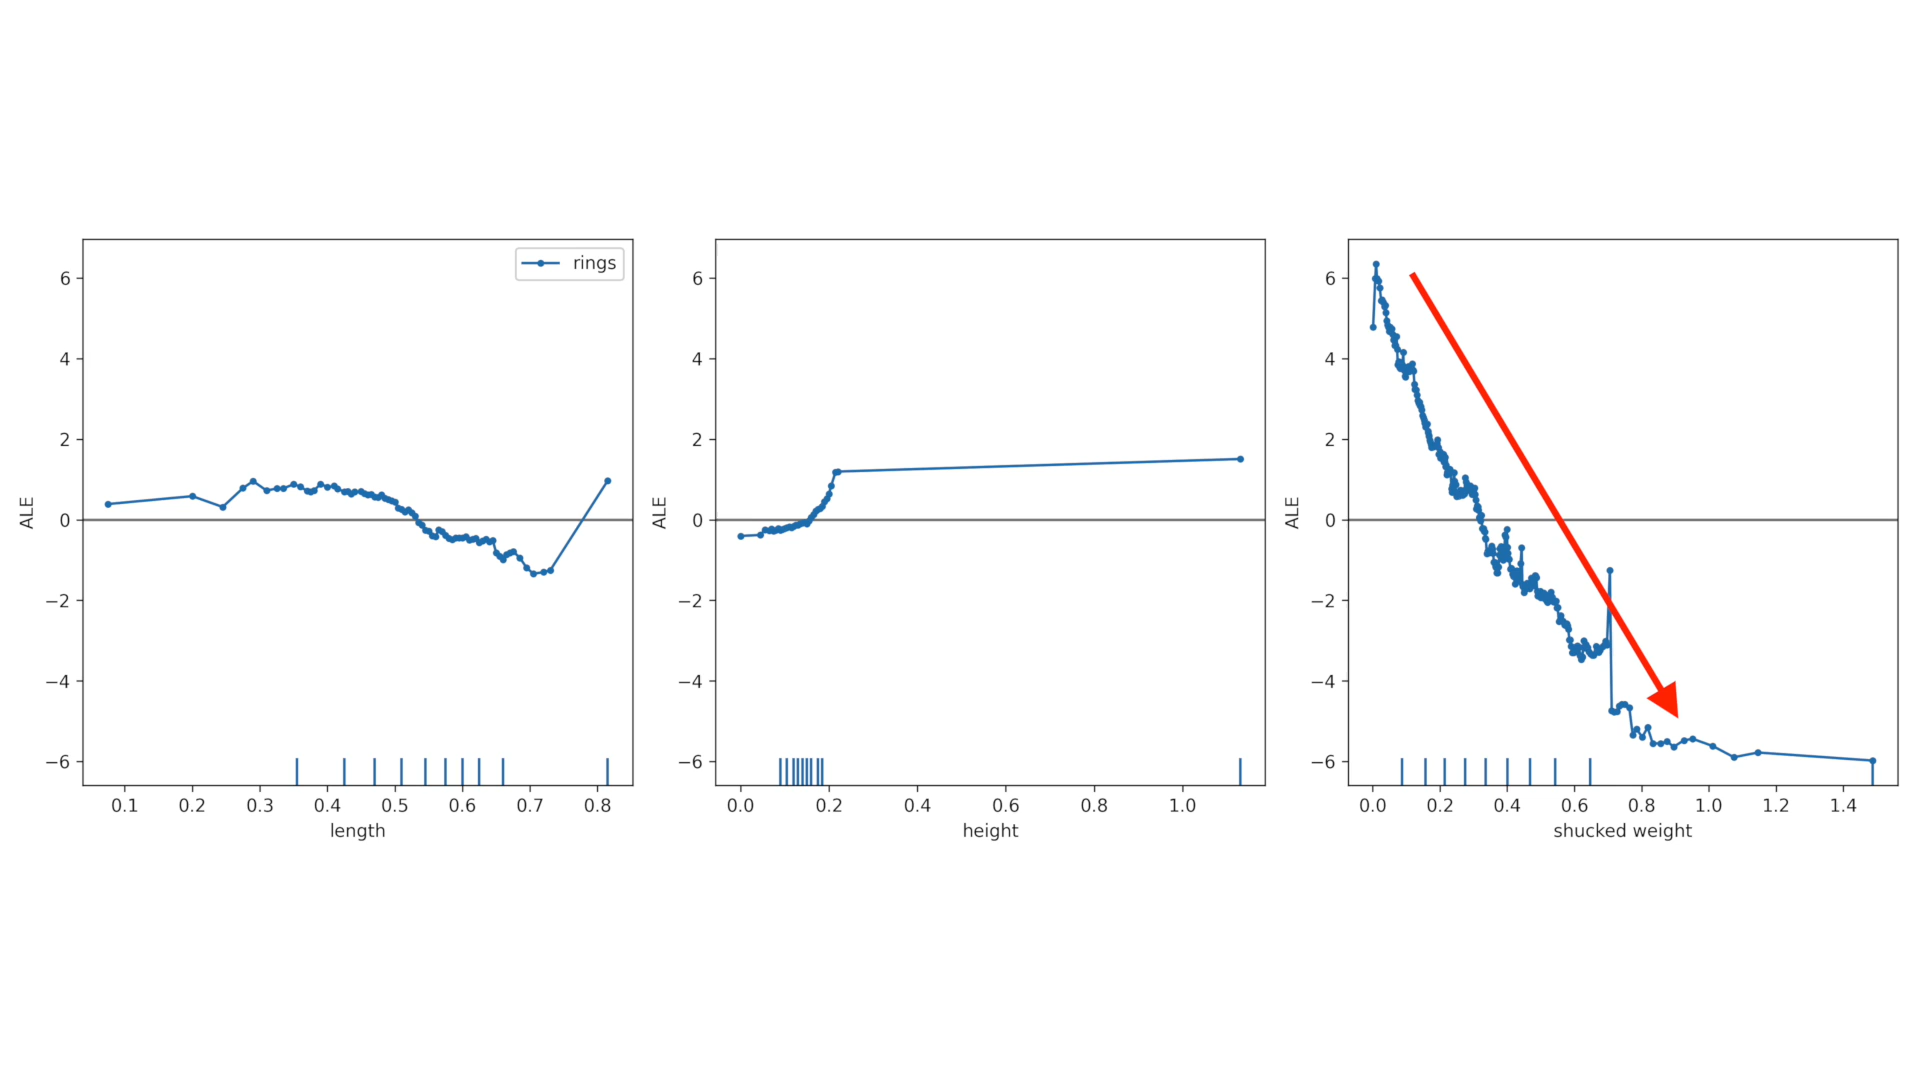 rings
6
4
2
0
−2
−4
−6
ALE
0.1 0.2 0.3 0.4 0.5 0.6 0.7 0.8
length
6
4
2
0
−2
−4
−6
ALE
0.0 0.2 0.4 0.6 0.8 1.0
height
6
4
2
0
−2
−4
−6
ALE
0.0 0.2 0.4 0.6 0.8 1.0 1.2 1.4
shucked weight